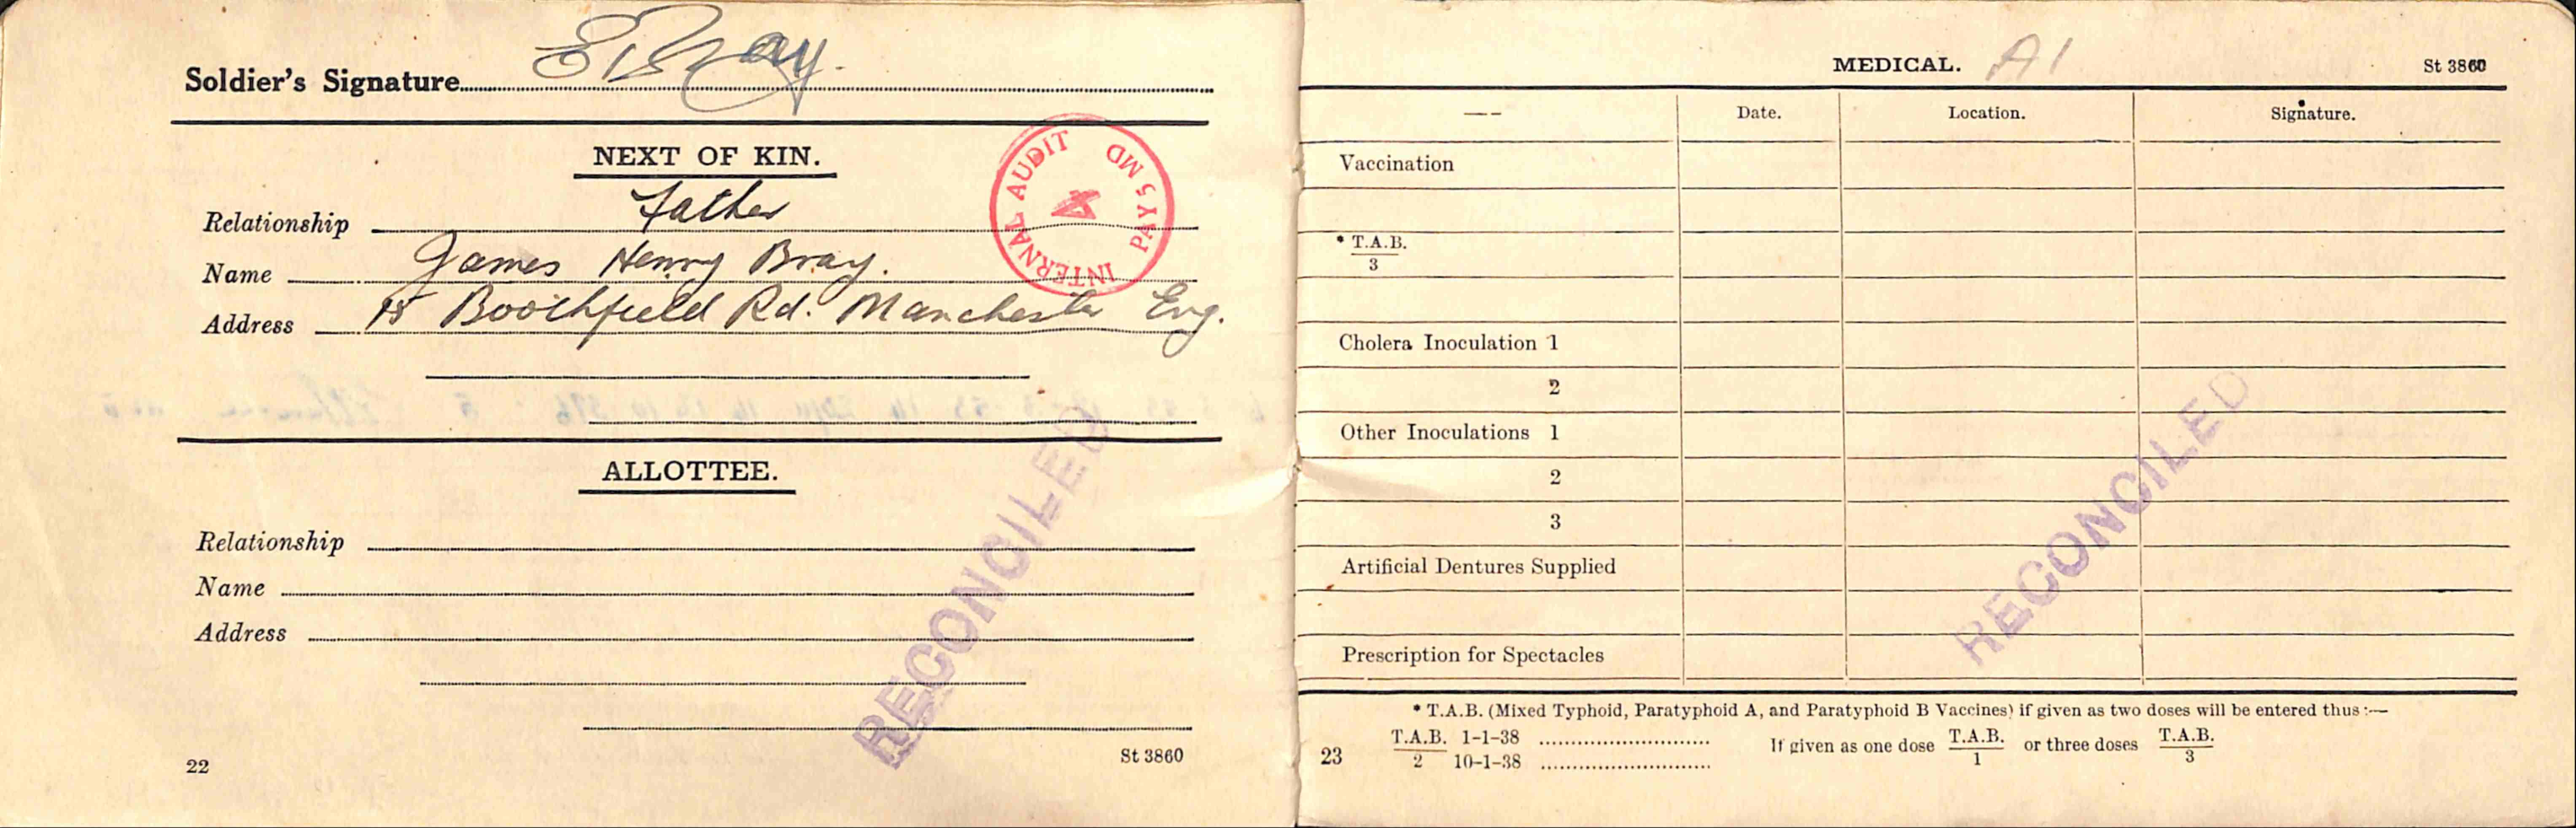 Soldier's Signature E Bray.
NEXT OF KIN.
Relationship Father
Name James Henry Bray.
Address 15 Boothfield Rd. Manchester Eng.
INTERNAL AUDIT PAY 5 MD
ALLOTTEE.
Relationship
Name
Address
RECONCILED
St 3860
22
MEDICAL. A1 St 3860
— – Date. Location. Signature.
Vaccination
* T.A.B.
3
Cholera Inoculation 1
2
Other Inoculations 1
2
3
Artificial Dentures Supplied
Prescription for Spectacles
RECONCILED
* T.A.B. (Mixed Typhoid, Paratyphoid A, and Paratyphoid B Vaccines) if given as two doses will be entered thus :—
T.A.B. 1-1-38
2 10-1-38
If given as one dose T.A.B. or three doses T.A.B.
1 3
23